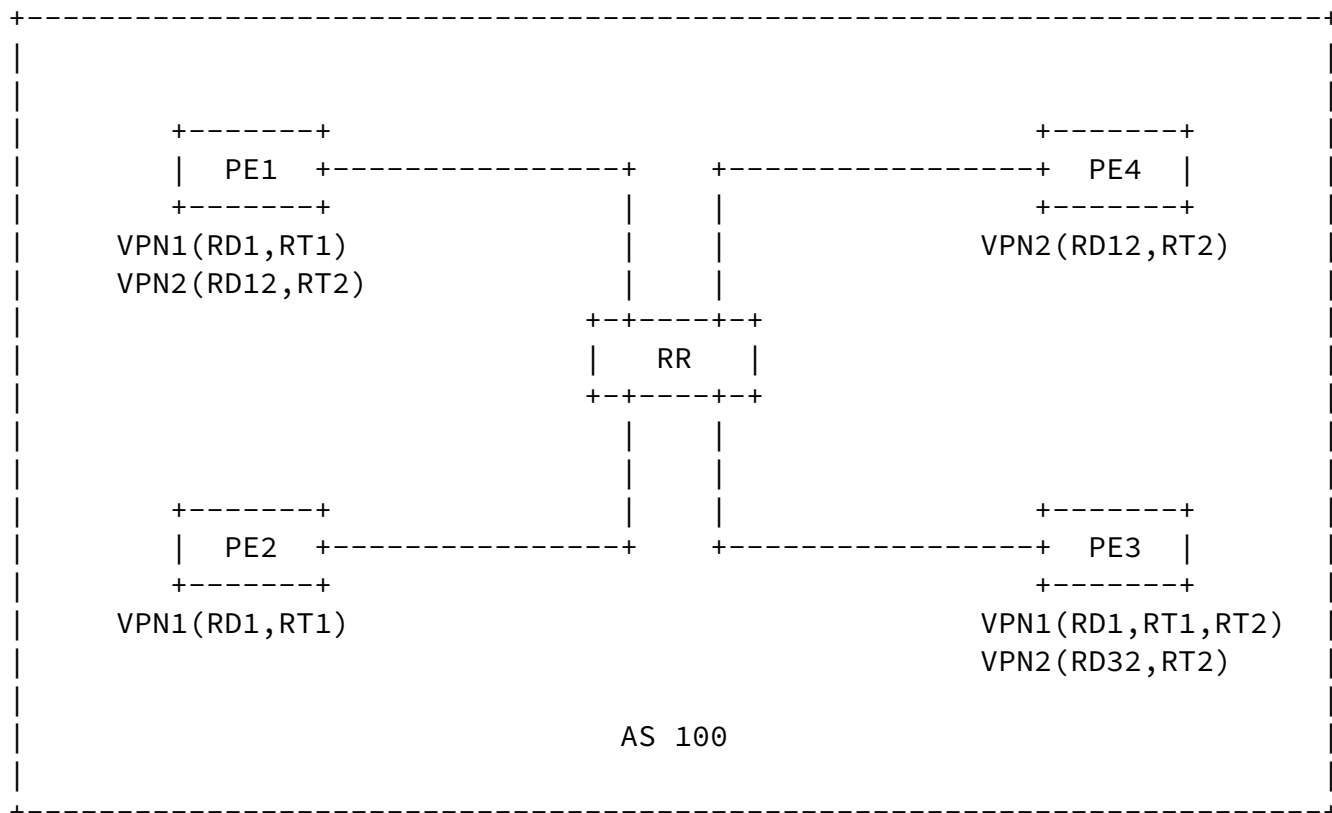 PE1 PE4
VPN1(RD1,RT1) VPN2(RD12,RT2)
VPN2(RD12,RT2)
RR
PE2 PE3
VPN1(RD1,RT1) VPN1(RD1,RT1,RT2)
VPN2(RD32,RT2)
AS 100